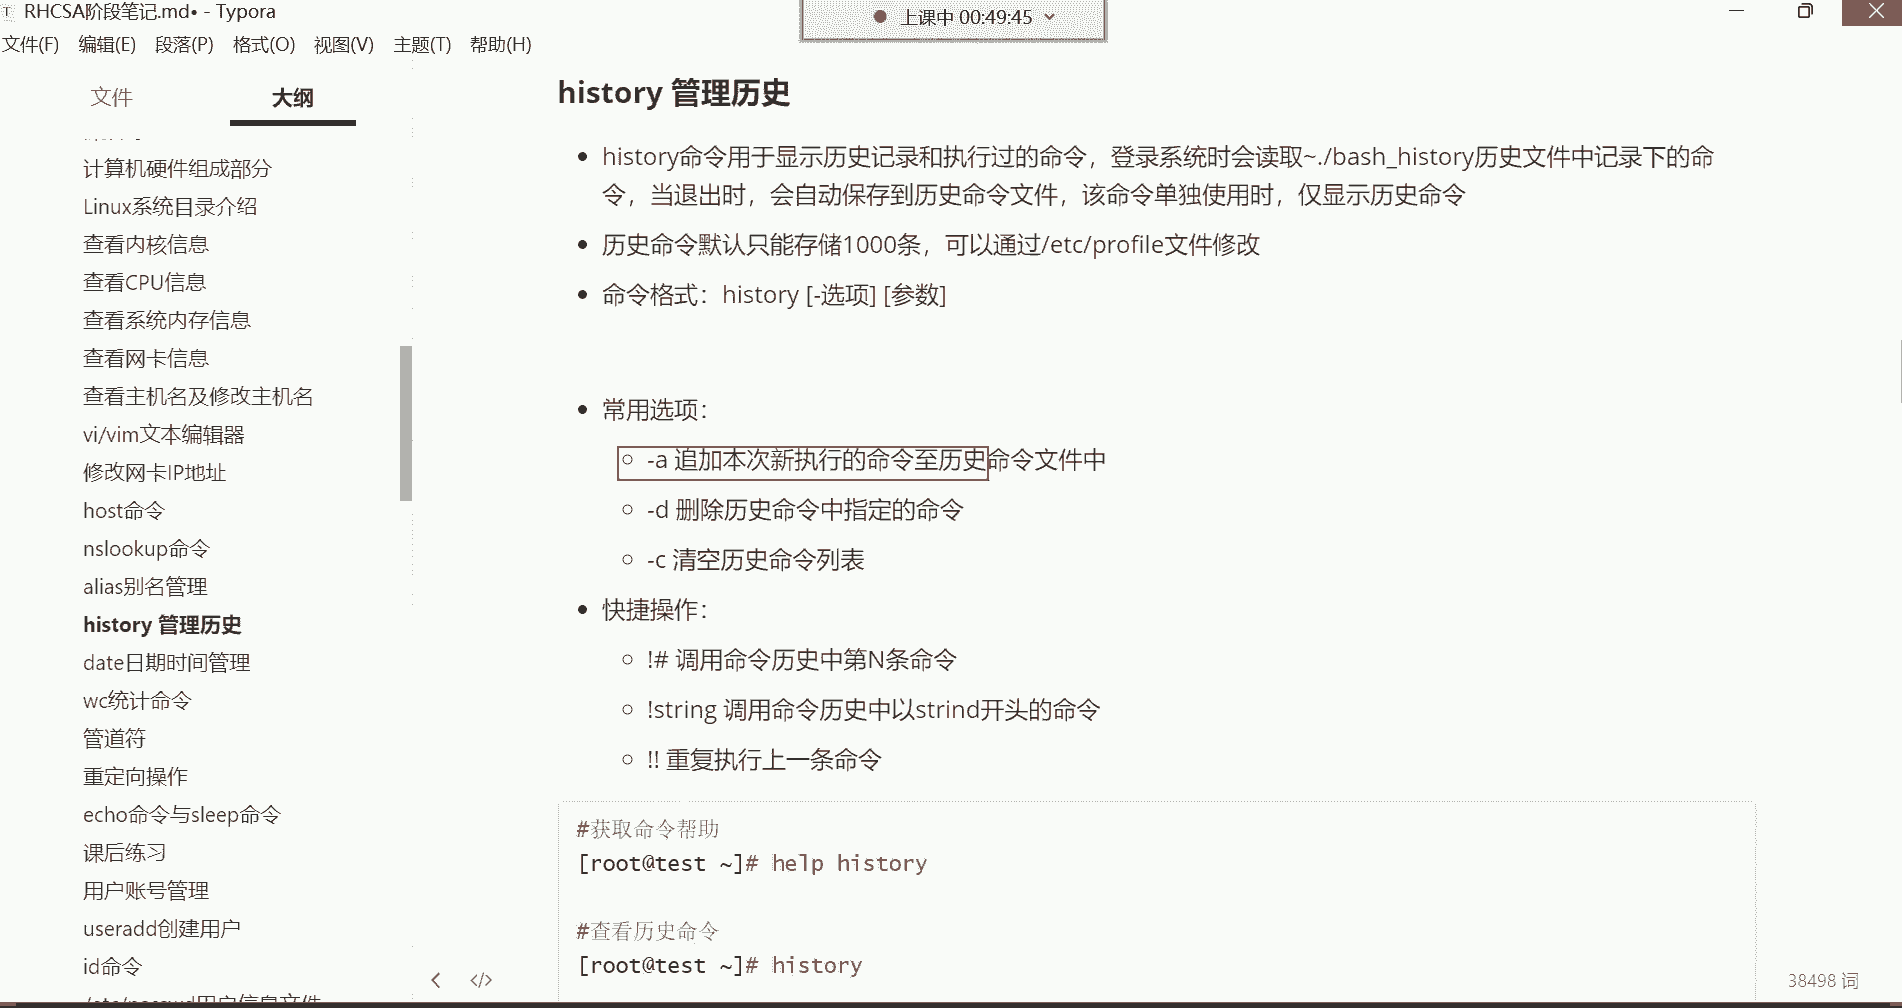 RHCSA阶段笔记.md• - Typora
上课中 00:49:45
文件(F) 编辑(E) 段落(P) 格式(O) 视图(V) 主题(T) 帮助(H)
文件 大纲
计算机硬件组成部分
Linux系统目录介绍
查看内核信息
查看CPU信息
查看系统内存信息
查看网卡信息
查看主机名及修改主机名
vi/vim文本编辑器
修改网卡IP地址
host命令
nslookup命令
alias别名管理
history 管理历史
date日期时间管理
wc统计命令
管道符
重定向操作
echo命令与sleep命令
课后练习
用户账号管理
useradd创建用户
id命令
/etc/passwd用户信息文件
history 管理历史
history命令用于显示历史记录和执行过的命令，登录系统时会读取~./bash_history历史文件中记录下的命
令，当退出时，会自动保存到历史命令文件，该命令单独使用时，仅显示历史命令
历史命令默认只能存储1000条，可以通过/etc/profile文件修改
命令格式：history [-选项] [参数]
常用选项：
-a 追加本次新执行的命令至历史命令文件中
-d 删除历史命令中指定的命令
-c 清空历史命令列表
快捷操作：
!# 调用命令历史中第N条命令
!string 调用命令历史中以strind开头的命令
!! 重复执行上一条命令
#获取命令帮助
[root@test ~]# help history
#查看历史命令
[root@test ~]# history
38498 词